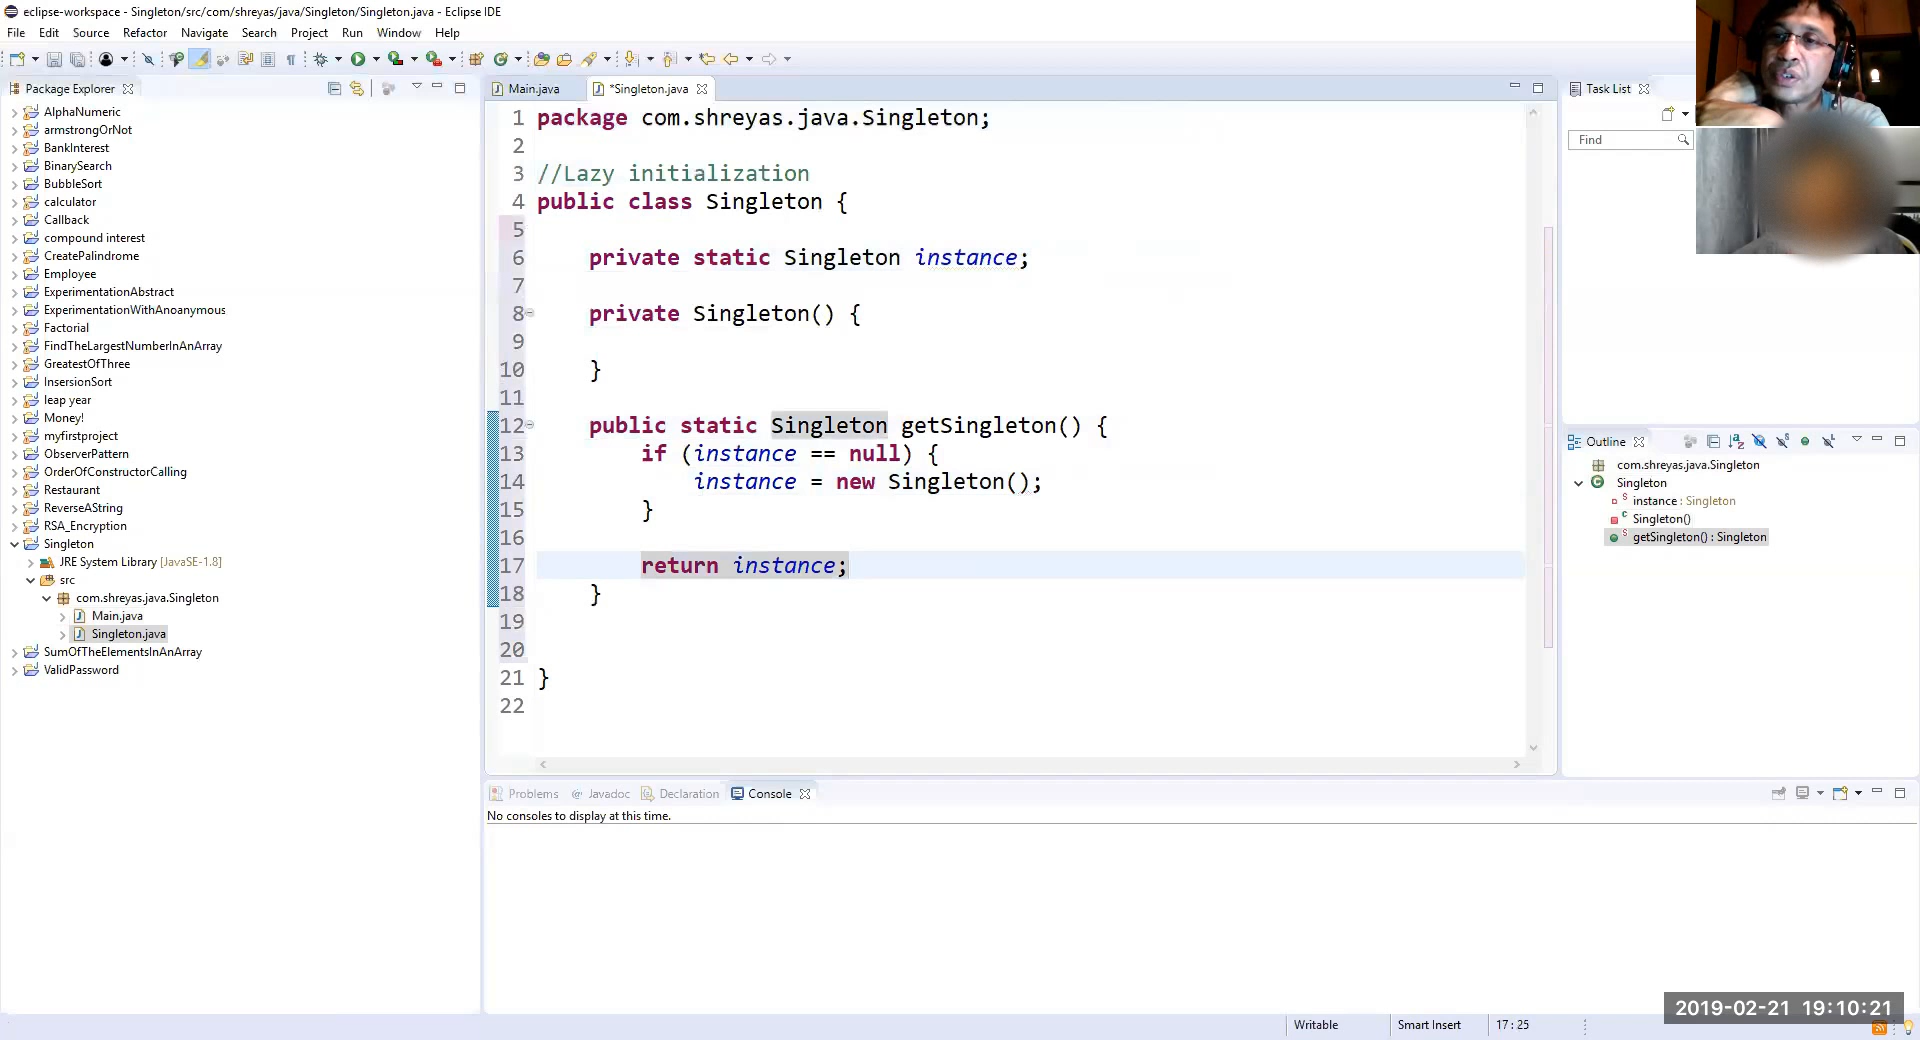 eclipse-workspace - Singleton/src/com/shreyas/java/Singleton/Singleton.java - Eclipse IDE
File Edit Source Refactor Navigate Search Project Run Window Help
Package Explorer
AlphaNumeric
armstrongOrNot
BankInterest
BinarySearch
BubbleSort
calculator
Callback
compound interest
CreatePalindrome
Employee
ExperimentationAbstract
ExperimentationWithAnoanymous
Factorial
FindTheLargestNumberInAnArray
GreatestOfThree
InsersionSort
leap year
Money!
myfirstproject
ObserverPattern
OrderOfConstructorCalling
Restaurant
ReverseAString
RSA_Encryption
Singleton
JRE System Library [JavaSE-1.8]
src
com.shreyas.java.Singleton
Main.java
Singleton.java
SumOfTheElementsInAnArray
ValidPassword
Main.java *Singleton.java
1 package com.shreyas.java.Singleton;
2
3 //Lazy initialization
4 public class Singleton {
5
6 private static Singleton instance;
7
8 private Singleton() {
9
10 }
11
12 public static Singleton getSingleton() {
13 if (instance == null) {
14 instance = new Singleton();
15 }
16
17 return instance;
18 }
19
20
21 }
22
Task List
Find
Outline
com.shreyas.java.Singleton
Singleton
instance : Singleton
Singleton()
getSingleton() : Singleton
Problems @ Javadoc Declaration Console
No consoles to display at this time.
2019-02-21 19:10:21
Writable Smart Insert 17 : 25